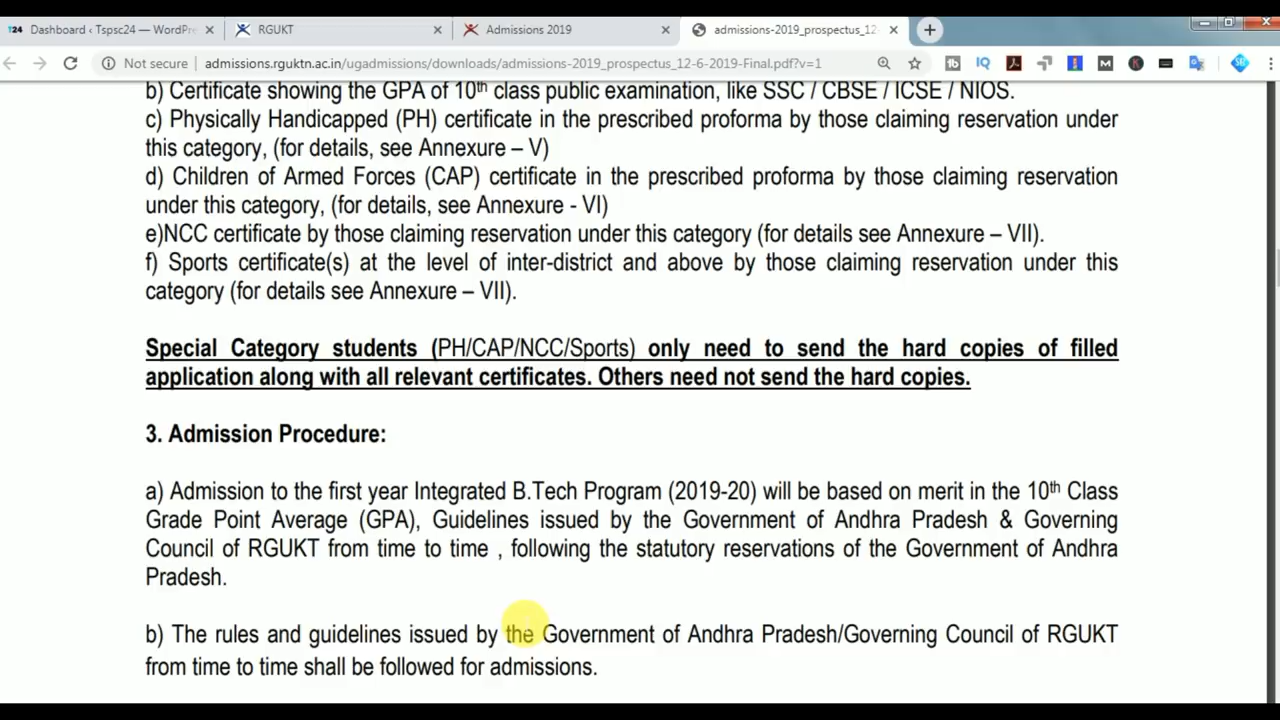 T24 Dashboard ‹ Tspsc24 — WordPre
RGUKT
Admissions 2019
admissions-2019_prospectus_12-
Not secure
admissions.rguktn.ac.in/ugadmissions/downloads/admissions-2019_prospectus_12-6-2019-Final.pdf?v=1
b) Certificate showing the GPA of 10th class public examination, like SSC / CBSE / ICSE / NIOS.
c) Physically Handicapped (PH) certificate in the prescribed proforma by those claiming reservation under
this category, (for details, see Annexure – V)
d) Children of Armed Forces (CAP) certificate in the prescribed proforma by those claiming reservation
under this category, (for details, see Annexure - VI)
e)NCC certificate by those claiming reservation under this category (for details see Annexure – VII).
f) Sports certificate(s) at the level of inter-district and above by those claiming reservation under this
category (for details see Annexure – VII).
Special Category students (PH/CAP/NCC/Sports) only need to send the hard copies of filled
application along with all relevant certificates. Others need not send the hard copies.
3. Admission Procedure:
a) Admission to the first year Integrated B.Tech Program (2019-20) will be based on merit in the 10th Class
Grade Point Average (GPA), Guidelines issued by the Government of Andhra Pradesh & Governing
Council of RGUKT from time to time , following the statutory reservations of the Government of Andhra
Pradesh.
b) The rules and guidelines issued by the Government of Andhra Pradesh/Governing Council of RGUKT
from time to time shall be followed for admissions.